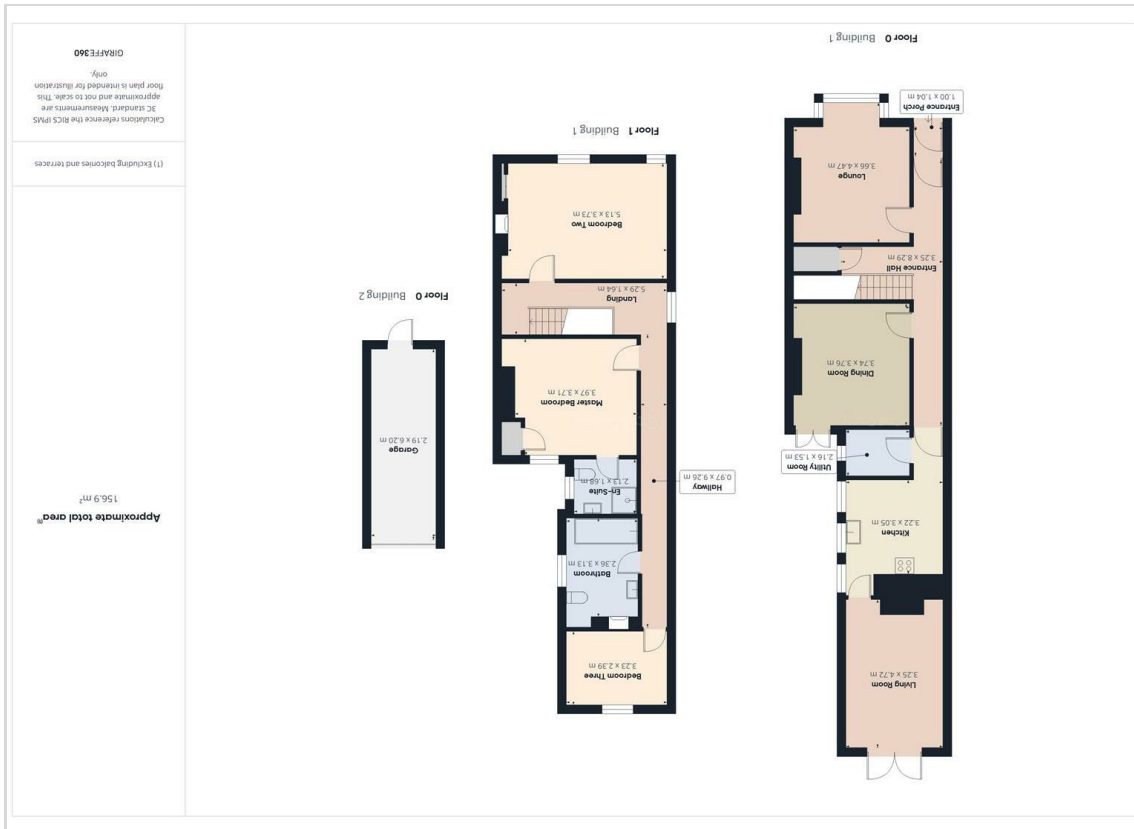 Living Room
3.25 x 4.72 m
Kitchen
3.22 x 3.05 m
Utility Room
2.16 x 1.53 m
Dining Room
3.74 x 3.76 m
Entrance Hall
3.25 x 8.29 m
Lounge
3.66 x 4.47 m
Entrance Porch
1.00 x 1.04 m
Floor 0 Building 1
Bedroom Three
3.23 x 2.39 m
Bathroom
2.36 x 3.13 m
En-Suite
2.13 x 1.68 m
Hallway
0.97 x 9.26 m
Master Bedroom
3.97 x 3.71 m
Landing
5.29 x 1.64 m
Bedroom Two
5.13 x 3.73 m
Floor 1 Building 1
Garage
2.19 x 6.20 m
Floor 0 Building 2
Approximate total area(1)
156.9 m²
(1) Excluding balconies and terraces
Calculations reference the RICS IPMS
3C standard. Measurements are
approximate and not to scale. This
floor plan is intended for illustration
only.
GIRAFFE360